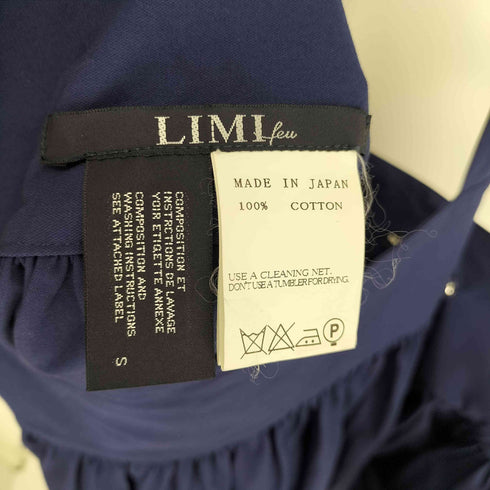 LIMI feu
COMPOSITION ET
INSTRUCTIONS DE LAVAGE
VOIR ETIQUETTE ANNEXE
COMPOSITION AND
WASHING INSTRUCTIONS
SEE ATTACHED LABEL
S
MADE IN JAPAN
100% COTTON
USE A CLEANING NET.
DON'T USE A TUMBLER FOR DRYING.
P